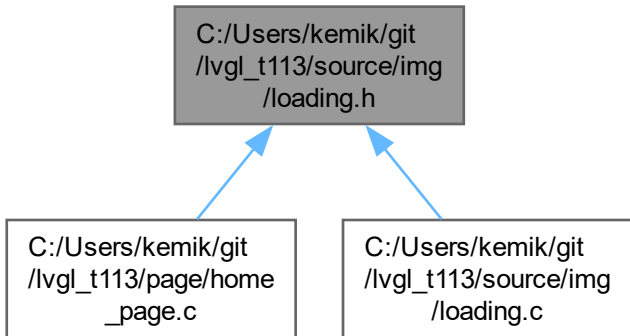 C:/Users/kemik/git
/lvgl_t113/source/img
/loading.h
C:/Users/kemik/git
/lvgl_t113/page/home
_page.c
C:/Users/kemik/git
/lvgl_t113/source/img
/loading.c